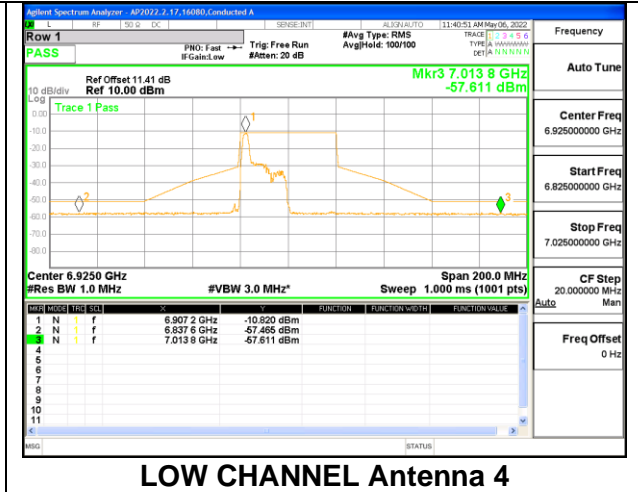 Agilent Spectrum Analyzer - AP2022.2.17,16080,Conducted A
L RF 50 Ω DC SENSE:INT ALIGN AUTO 11:40:51 AM May 06, 2022
Row 1
PASS
PNO: Fast
IFGain:Low
Trig: Free Run
#Atten: 20 dB
#Avg Type: RMS
Avg|Hold: 100/100
TRACE 1 2 3 4 5 6
TYPE A WWWWW
DET A N N N N N
Frequency
Ref Offset 11.41 dB
10 dB/div Ref 10.00 dBm
Log
Mkr3 7.013 8 GHz
-57.611 dBm
Trace 1 Pass
0.00
-10.0
-20.0
-30.0
-40.0
-50.0
-60.0
-70.0
-80.0
1
2
3
Center 6.9250 GHz Span 200.0 MHz
#Res BW 1.0 MHz #VBW 3.0 MHz* Sweep 1.000 ms (1001 pts)
MKR MODE TRC SCL X Y FUNCTION FUNCTION WIDTH FUNCTION VALUE
1 N 1 f 6.907 2 GHz -10.820 dBm
2 N 1 f 6.837 6 GHz -57.465 dBm
3 N 1 f 7.013 8 GHz -57.611 dBm
4
5
6
7
8
9
10
11
MSG STATUS
Auto Tune
Center Freq
6.925000000 GHz
Start Freq
6.825000000 GHz
Stop Freq
7.025000000 GHz
CF Step
20.000000 MHz
Auto Man
Freq Offset
0 Hz
LOW CHANNEL Antenna 4